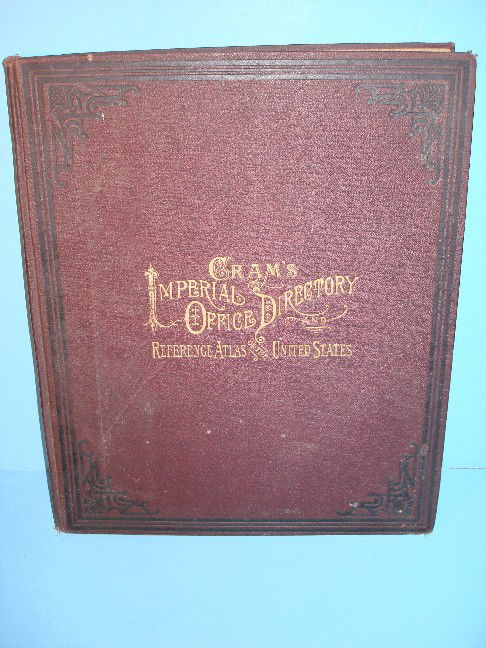 CRAM'S
IMPERIAL
OFFICE DIRECTORY
AND
REFERENCE ATLAS UNITED STATES